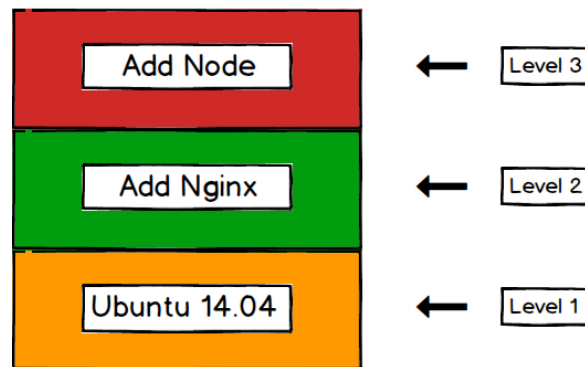 Add Node
Level 3
Add Nginx
Level 2
Ubuntu 14.04
Level 1